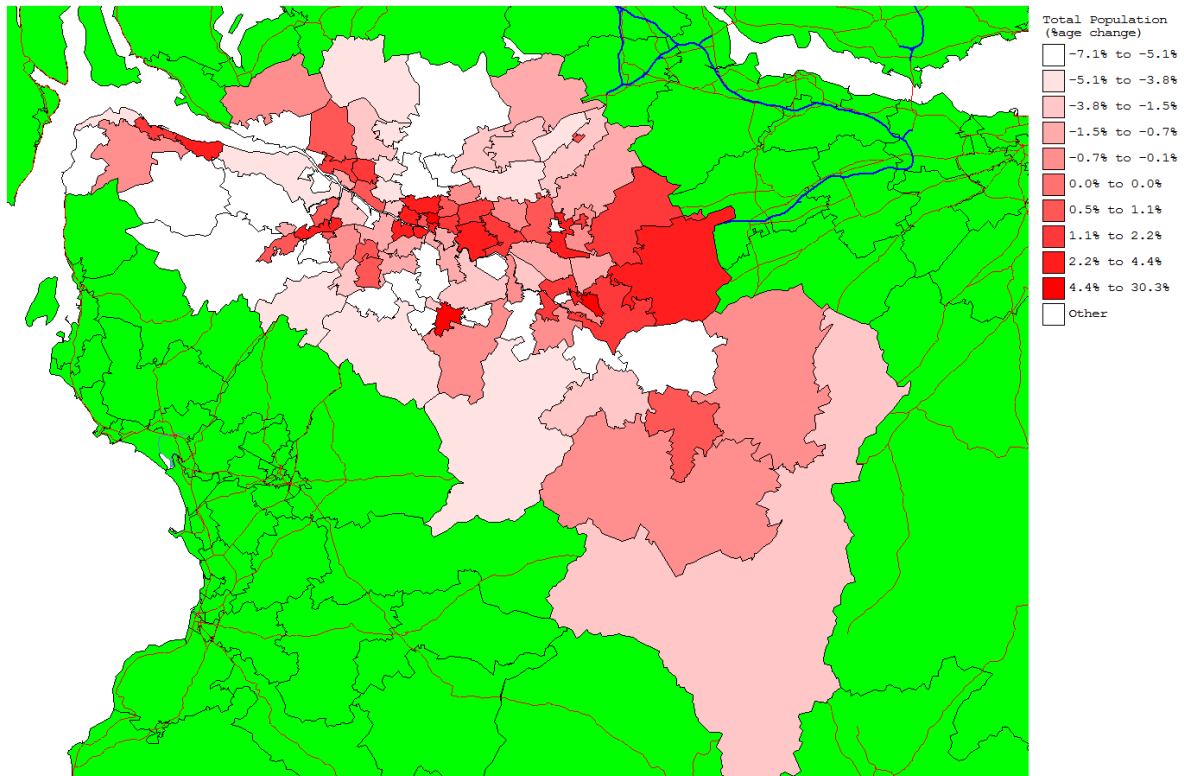 Total Population
(%age change)
-7.1% to -5.1%
-5.1% to -3.8%
-3.8% to -1.5%
-1.5% to -0.7%
-0.7% to -0.1%
0.0% to 0.0%
0.5% to 1.1%
1.1% to 2.2%
2.2% to 4.4%
4.4% to 30.3%
Other